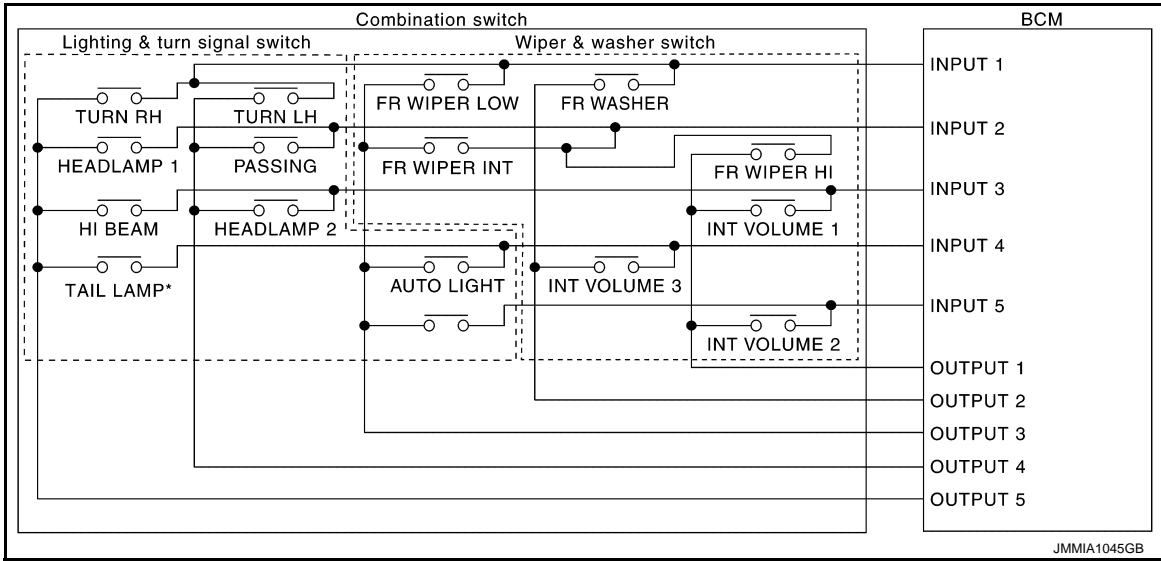 Combination switch
BCM
Lighting & turn signal switch
Wiper & washer switch
INPUT 1
TURN RH
TURN LH
FR WIPER LOW
FR WASHER
INPUT 2
HEADLAMP 1
PASSING
FR WIPER INT
FR WIPER HI
INPUT 3
HI BEAM
HEADLAMP 2
INT VOLUME 1
INPUT 4
TAIL LAMP*
AUTO LIGHT
INT VOLUME 3
INPUT 5
INT VOLUME 2
OUTPUT 1
OUTPUT 2
OUTPUT 3
OUTPUT 4
OUTPUT 5
JMMIA1045GB